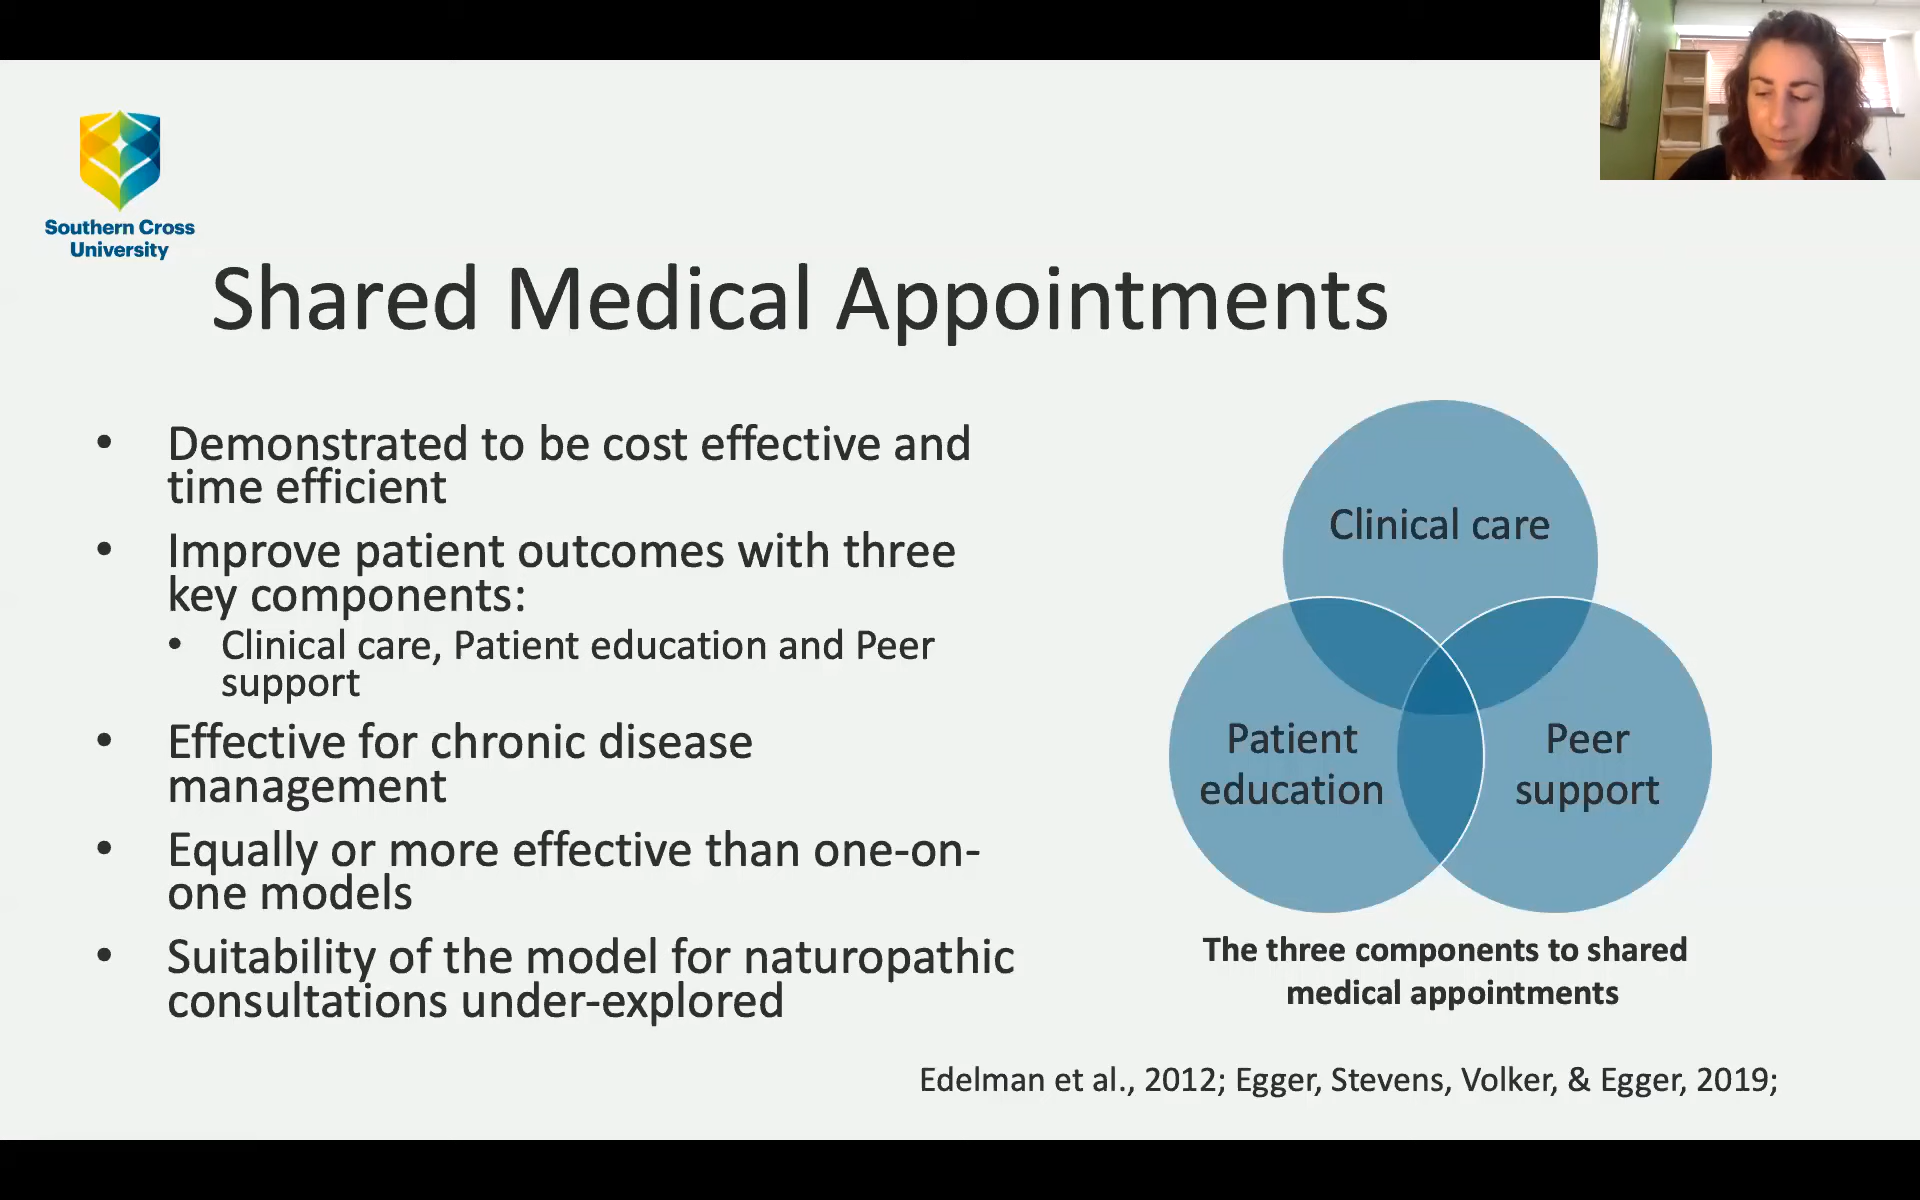 Southern Cross
University
Shared Medical Appointments
• Demonstrated to be cost effective and
time efficient
• Improve patient outcomes with three
key components:
• Clinical care, Patient education and Peer
support
• Effective for chronic disease
management
• Equally or more effective than one-on-
one models
• Suitability of the model for naturopathic
consultations under-explored
Clinical care
Patient
education
Peer
support
The three components to shared
medical appointments
Edelman et al., 2012; Egger, Stevens, Volker, & Egger, 2019;